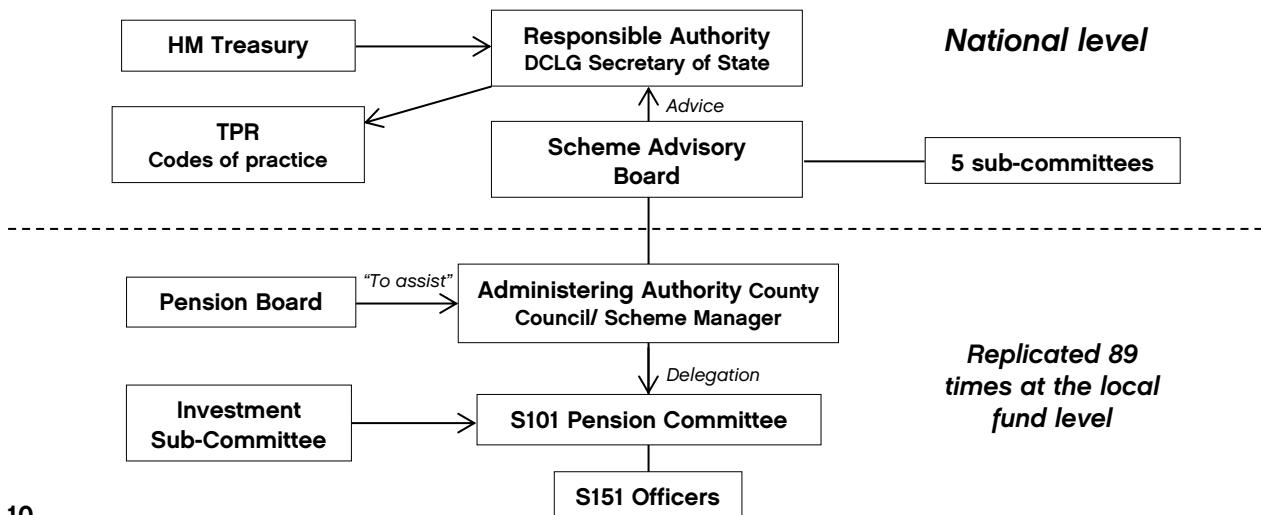 HM Treasury
Responsible Authority
DCLG Secretary of State
National level
Advice
TPR
Codes of practice
Scheme Advisory
Board
5 sub-committees
Pension Board
“To assist”
Administering Authority County
Council/ Scheme Manager
Delegation
Replicated 89
times at the local
fund level
Investment
Sub-Committee
S101 Pension Committee
S151 Officers
10